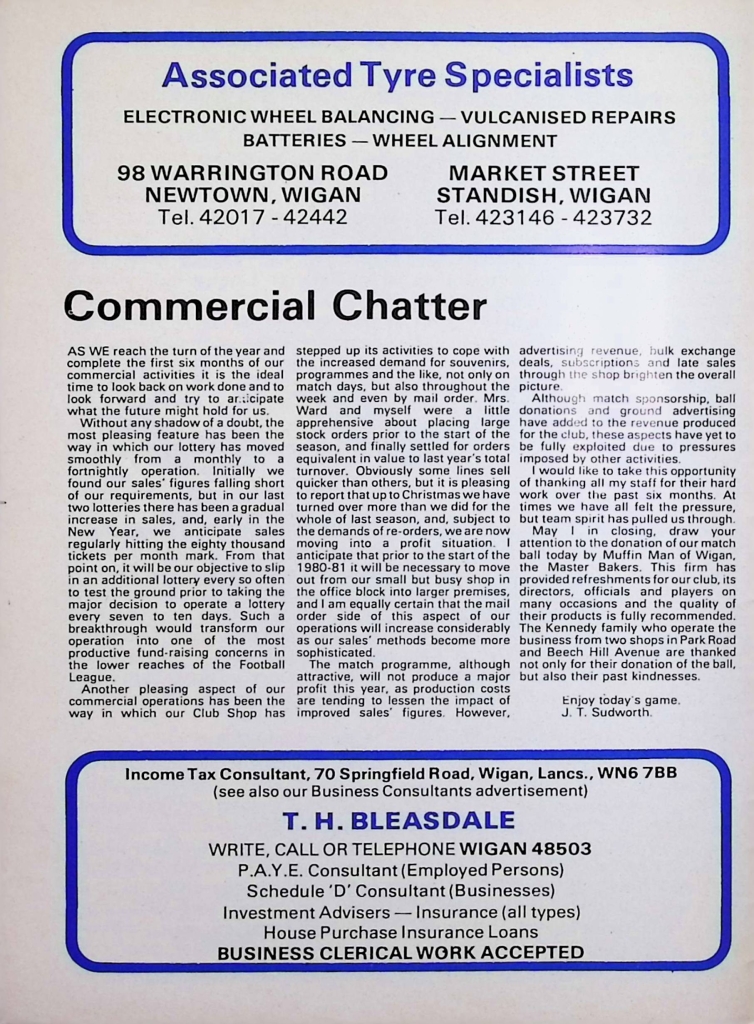 Associated Tyre Specialists
ELECTRONIC WHEEL BALANCING — VULCANISED REPAIRS
BATTERIES — WHEEL ALIGNMENT
98 WARRINGTON ROAD
NEWTOWN, WIGAN
Tel. 42017 - 42442
MARKET STREET
STANDISH, WIGAN
Tel. 423146 - 423732
Commercial Chatter
AS WE reach the turn of the year and
complete the first six months of our
commercial activities it is the ideal
time to look back on work done and to
look forward and try to anticipate
what the future might hold for us.
Without any shadow of a doubt, the
most pleasing feature has been the
way in which our lottery has moved
smoothly from a monthly to a
fortnightly operation. Initially we
found our sales' figures falling short
of our requirements, but in our last
two lotteries there has been a gradual
increase in sales, and, early in the
New Year, we anticipate sales
regularly hitting the eighty thousand
tickets per month mark. From that
point on, it will be our objective to slip
in an additional lottery every so often
to test the ground prior to taking the
major decision to operate a lottery
every seven to ten days. Such a
breakthrough would transform our
operation into one of the most
productive fund-raising concerns in
the lower reaches of the Football
League.
Another pleasing aspect of our
commercial operations has been the
way in which our Club Shop has
stepped up its activities to cope with
the increased demand for souvenirs,
programmes and the like, not only on
match days, but also throughout the
week and even by mail order. Mrs.
Ward and myself were a little
apprehensive about placing large
stock orders prior to the start of the
season, and finally settled for orders
equivalent in value to last year's total
turnover. Obviously some lines sell
quicker than others, but it is pleasing
to report that up to Christmas we have
turned over more than we did for the
whole of last season, and, subject to
the demands of re-orders, we are now
moving into a profit situation. I
anticipate that prior to the start of the
1980-81 it will be necessary to move
out from our small but busy shop in
the office block into larger premises,
and I am equally certain that the mail
order side of this aspect of our
operations will increase considerably
as our sales' methods become more
sophisticated.
The match programme, although
attractive, will not produce a major
profit this year, as production costs
are tending to lessen the impact of
improved sales' figures. However,
advertising revenue, bulk exchange
deals, subscriptions and late sales
through the shop brighten the overall
picture.
Although match sponsorship, ball
donations and ground advertising
have added to the revenue produced
for the club, these aspects have yet to
be fully exploited due to pressures
imposed by other activities.
I would like to take this opportunity
of thanking all my staff for their hard
work over the past six months. At
times we have all felt the pressure,
but team spirit has pulled us through.
May I in closing, draw your
attention to the donation of our match
ball today by Muffin Man of Wigan,
the Master Bakers. This firm has
provided refreshments for our club, its
directors, officials and players on
many occasions and the quality of
their products is fully recommended.
The Kennedy family who operate the
business from two shops in Park Road
and Beech Hill Avenue are thanked
not only for their donation of the ball,
but also their past kindnesses.
Enjoy today's game.
J. T. Sudworth.
Income Tax Consultant, 70 Springfield Road, Wigan, Lancs., WN6 7BB
(see also our Business Consultants advertisement)
T. H. BLEASDALE
WRITE, CALL OR TELEPHONE WIGAN 48503
P.A.Y.E. Consultant (Employed Persons)
Schedule 'D' Consultant (Businesses)
Investment Advisers — Insurance (all types)
House Purchase Insurance Loans
BUSINESS CLERICAL WORK ACCEPTED